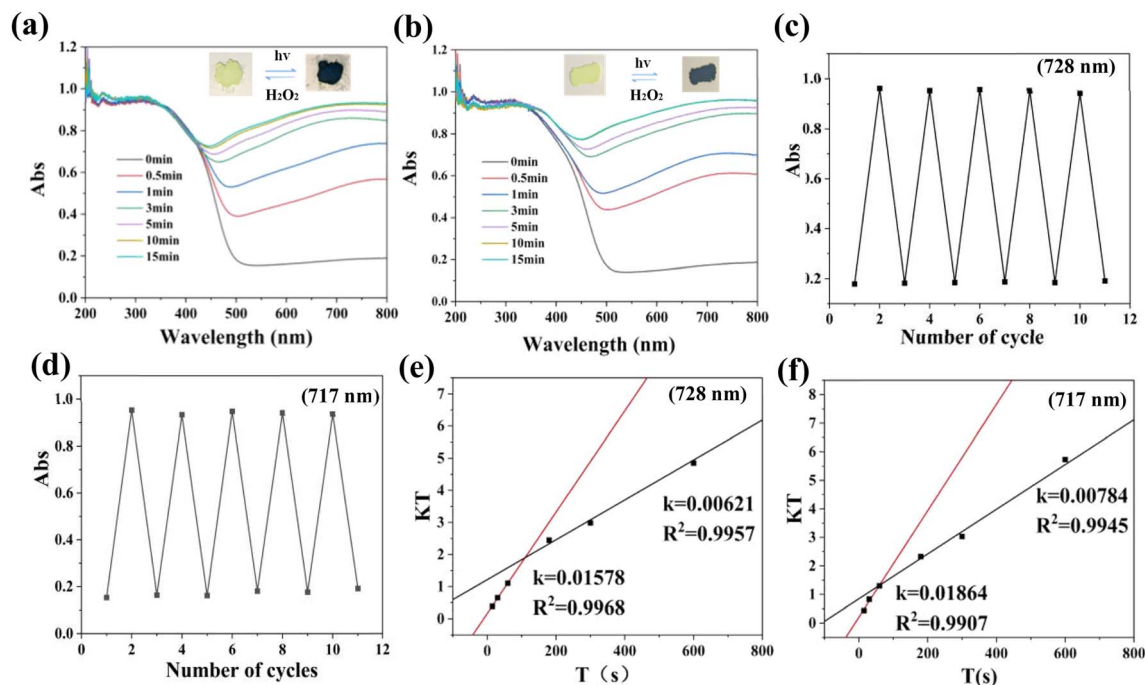 (a)
1.2
1.0
0.8
0.6
0.4
0.2
0.0
Abs
hv
H₂O₂
0min
0.5min
1min
3min
5min
10min
15min
200 300 400 500 600 700 800
Wavelength (nm)
(b)
1.2
1.0
0.8
0.6
0.4
0.2
0.0
Abs
hv
H₂O₂
0min
0.5min
1min
3min
5min
10min
15min
200 300 400 500 600 700 800
Wavelength (nm)
(c)
(728 nm)
1.0
0.8
0.6
0.4
0.2
Abs
0 2 4 6 8 10 12
Number of cycle
(d)
(717 nm)
1.0
0.8
0.6
0.4
0.2
0.0
Abs
0 2 4 6 8 10 12
Number of cycles
(e)
(728 nm)
7
6
5
4
3
2
1
0
KT
k=0.00621
R²=0.9957
k=0.01578
R²=0.9968
0 200 400 600 800
T（s）
(f)
(717 nm)
8
7
6
5
4
3
2
1
0
KT
k=0.00784
R²=0.9945
k=0.01864
R²=0.9907
0 200 400 600 800
T(s)